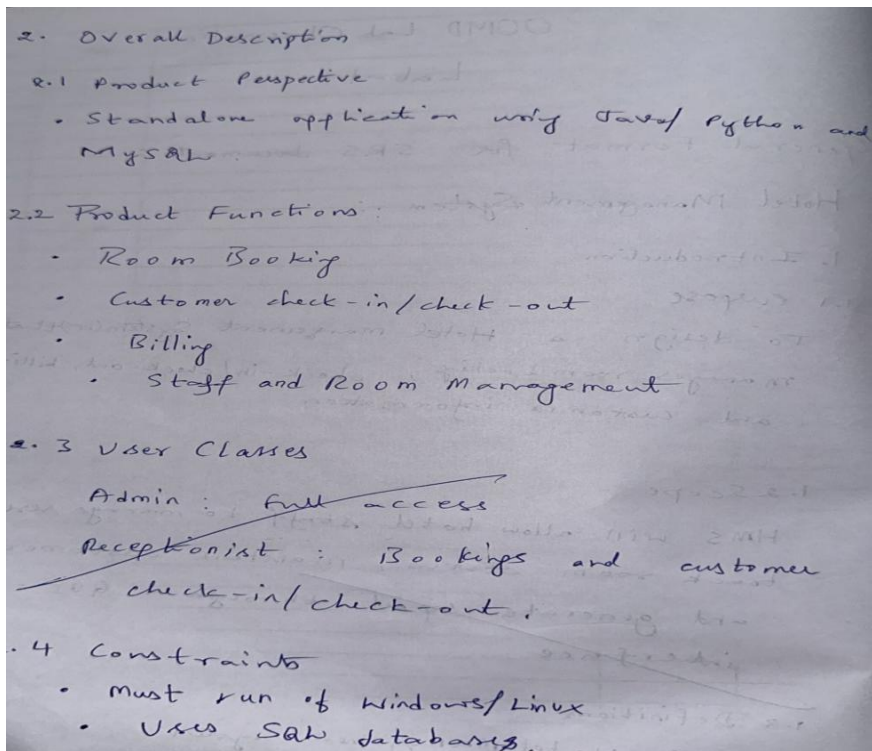 2. Overall Description
2.1 Product Perspective
• Standalone application using Java/ Python and
MySQL.
2.2 Product Functions:
• Room Booking
• Customer check-in/check-out
• Billing
• Staff and Room Management
2.3 User Classes
Admin : full access
Receptionist : Bookings and customer
check-in/check-out.
.4 Constraints
• Must run of Windows/Linux
• Uses SQL databases.